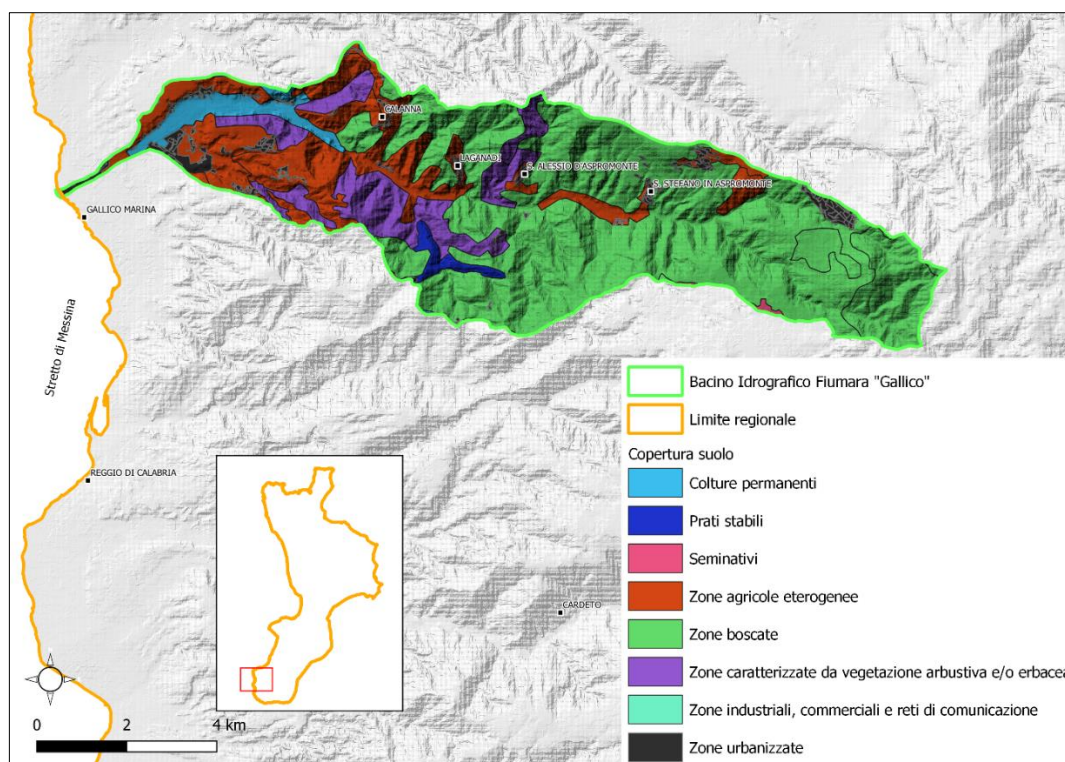 CALANNA
LAGANADI
S. ALESSIO D'ASPROMONTE
S. STEFANO IN ASPROMONTE
GALLICO MARINA
Stretto di Messina
REGGIO DI CALABRIA
CARDETO
0 2 4 km
Bacino Idrografico Fiumara "Gallico"
Limite regionale
Copertura suolo
Colture permanenti
Prati stabili
Seminativi
Zone agricole eterogenee
Zone boscate
Zone caratterizzate da vegetazione arbustiva e/o erbacea
Zone industriali, commerciali e reti di comunicazione
Zone urbanizzate